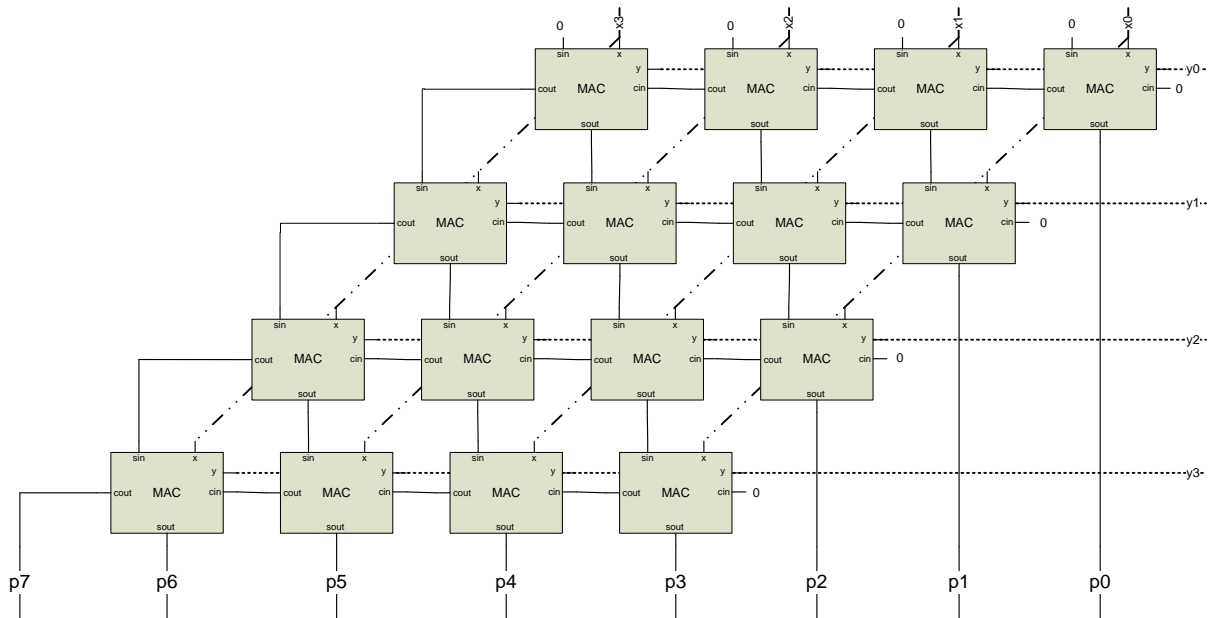 0 x3 0 x2 0 x1 0 x0
sin x sin x sin x sin x
y y y y y0
cout MAC cin cout MAC cin cout MAC cin cout MAC cin 0
sout sout sout sout
sin x sin x sin x sin x
y y y y y1
cout MAC cin cout MAC cin cout MAC cin cout MAC cin 0
sout sout sout sout
sin x sin x sin x sin x
y y y y y2
cout MAC cin cout MAC cin cout MAC cin cout MAC cin 0
sout sout sout sout
sin x sin x sin x sin x
y y y y y3
cout MAC cin cout MAC cin cout MAC cin cout MAC cin 0
sout sout sout sout
p7 p6 p5 p4 p3 p2 p1 p0